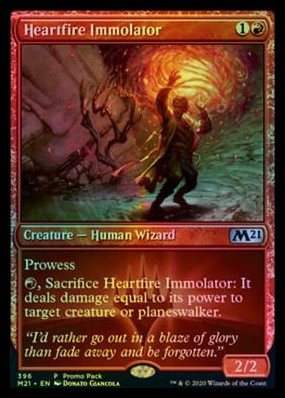 Heartfire Immolator 1
Creature — Human Wizard M21
Prowess
, Sacrifice Heartfire Immolator: It
deals damage equal to its power to
target creature or planeswalker.
"I'd rather go out in a blaze of glory
than fade away and be forgotten."
2/2
396 P Promo Pack
M21 • EN DONATO GIANCOLA ™ & © 2020 Wizards of the Coast